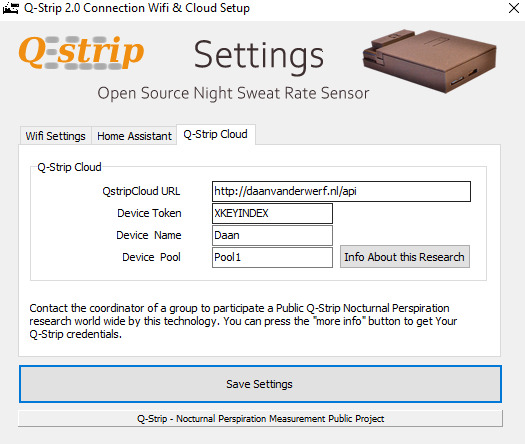 Q-Strip 2.0 Connection Wifi & Cloud Setup
Q-strip
Settings
Open Source Night Sweat Rate Sensor
Wifi Settings Home Assistant Q-Strip Cloud
Q-Strip Cloud
QstripCloud URL http://daanvanderwerf.nl/api
Device Token XKEYINDEX
Device Name Daan
Device Pool Pool1 Info About this Research
Contact the coordinator of a group to participate a Public Q-Strip Nocturnal Perspiration
research world wide by this technology. You can press the "more info" button to get Your
Q-Strip credentials.
Save Settings
Q-Strip - Nocturnal Perspiration Measurement Public Project